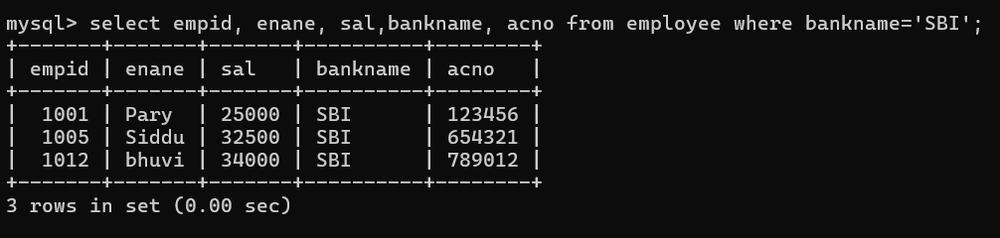 mysql> select empid, enane, sal,bankname, acno from employee where bankname='SBI';
+-------+-------+-------+----------+--------+
| empid | enane | sal   | bankname | acno   |
+-------+-------+-------+----------+--------+
|  1001 | Pary  | 25000 | SBI      | 123456 |
|  1005 | Siddu | 32500 | SBI      | 654321 |
|  1012 | bhuvi | 34000 | SBI      | 789012 |
+-------+-------+-------+----------+--------+
3 rows in set (0.00 sec)